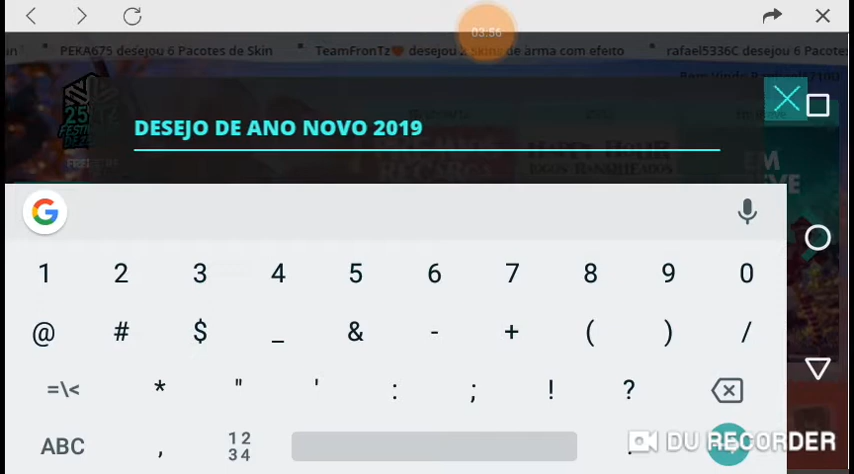 03:56
PEKA675 desejou 6 Pacotes de Skin * TeamFronTz🧡 desejou 2 Skins de arma com efeito * rafael5336C desejou 6 Pacotes
DESEJO DE ANO NOVO 2019
EM
G
1 2 3 4 5 6 7 8 9 0
@ # $ _ & - + ( ) /
=\< * " ' : ; ! ?
ABC , 12 34 .
DU RECORDER